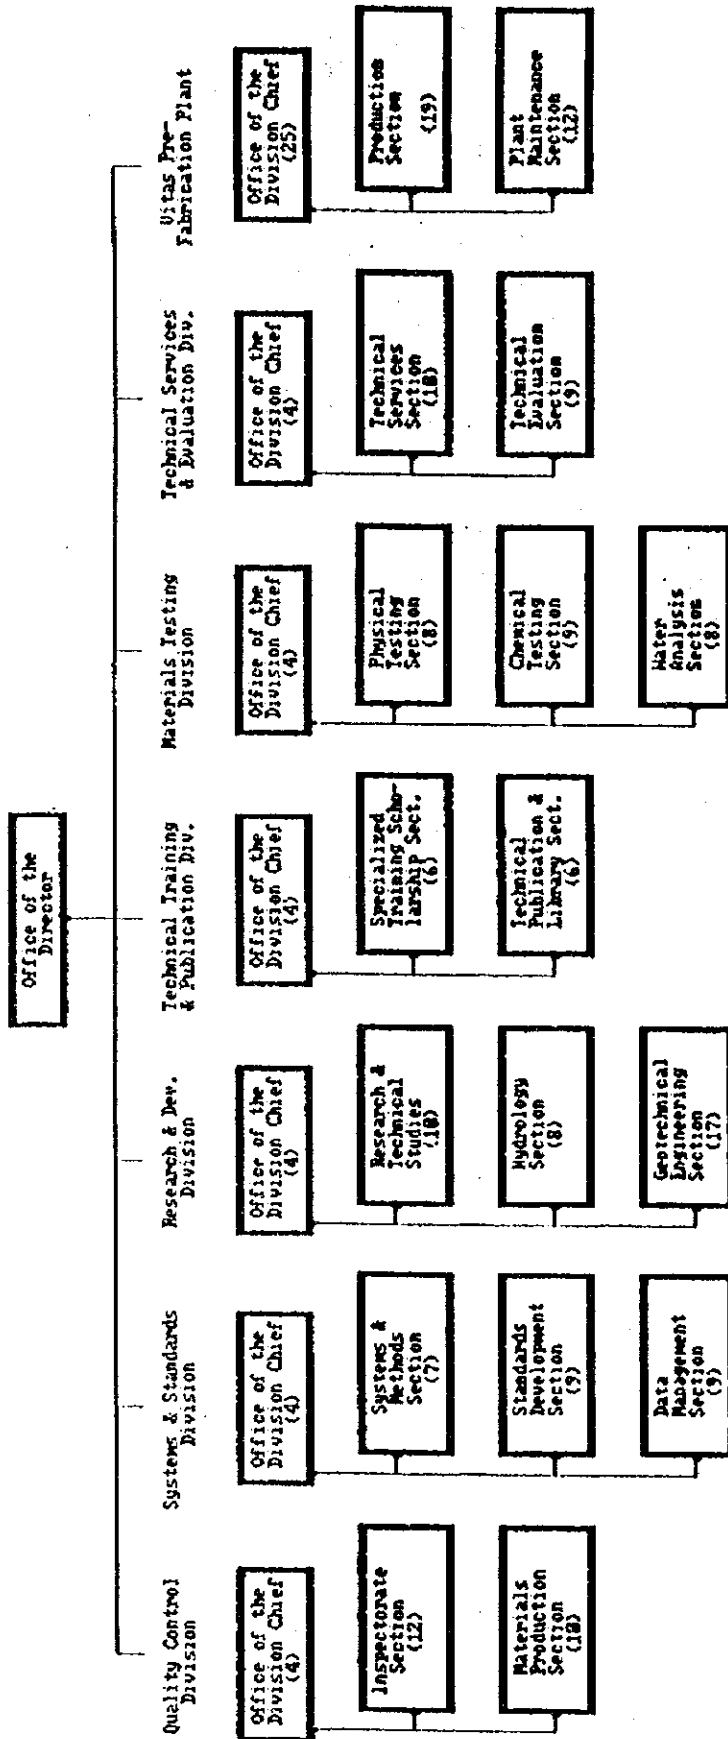 Office of the
Director
Quality Control
Division
Office of the
Division Chief
(4)
Inspectorate
Section
(12)
Materials
Production
Section
(10)
Systems & Standards
Division
Office of the
Division Chief
(4)
Systems &
Methods
Section
(7)
Standards
Development
Section
(9)
Data
Management
Section
(9)
Research & Dev.
Division
Office of the
Division Chief
(4)
Research &
Technical
Studies
(10)
Hydrology
Section
(8)
Geotechnical
Engineering
Section
(17)
Technical Training
& Publication Div.
Office of the
Division Chief
(4)
Specialized
Training Scho-
larship Sect.
(6)
Technical
Publication &
Library Sect.
(6)
Materials Testing
Division
Office of the
Division Chief
(4)
Physical
Testing
Section
(8)
Chemical
Testing
Section
(9)
Water
Analysis
Section
(8)
Technical Services
& Evaluation Div.
Office of the
Division Chief
(4)
Technical
Services
Section
(10)
Technical
Evaluation
Section
(9)
Vitas Pre-
Fabrication Plant
Office of the
Division Chief
(25)
Production
Section
(19)
Plant
Maintenance
Section
(12)